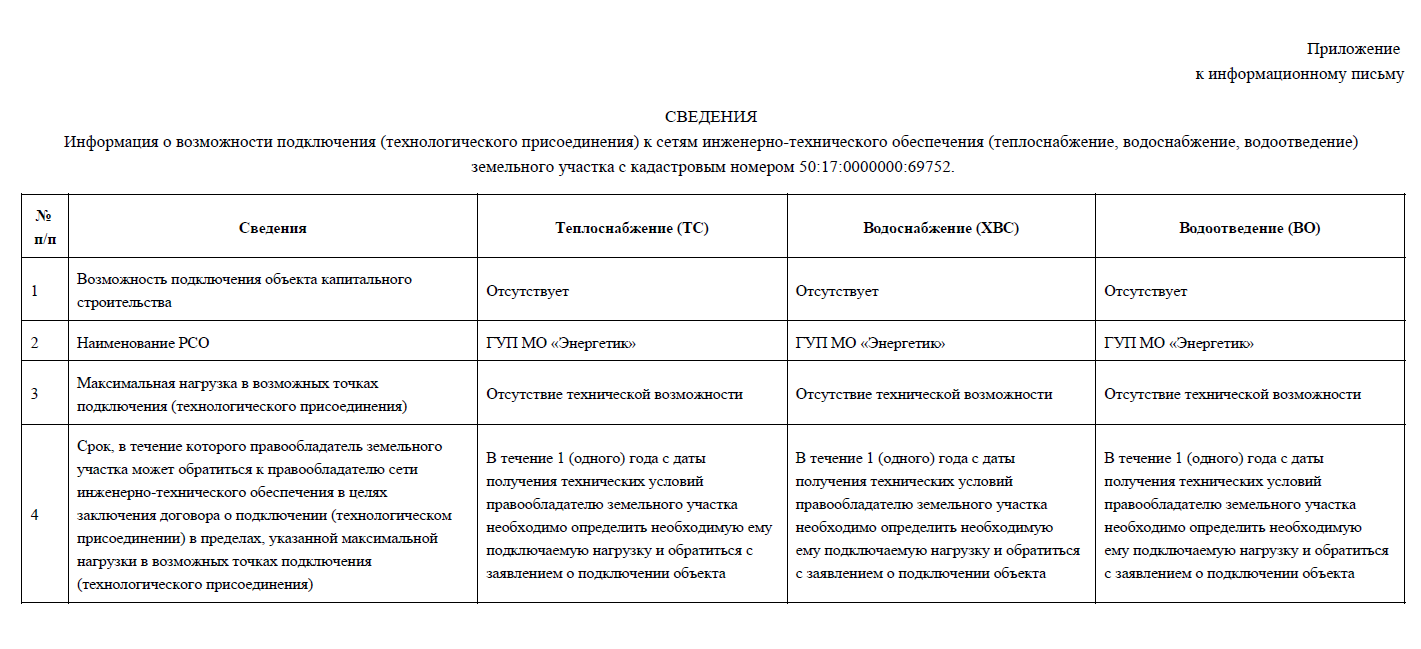 Приложение
к информационному письму
СВЕДЕНИЯ
Информация о возможности подключения (технологического присоединения) к сетям инженерно-технического обеспечения (теплоснабжение, водоснабжение, водоотведение)
земельного участка с кадастровым номером 50:17:0000000:69752.
№
п/п
Сведения
Теплоснабжение (ТС)
Водоснабжение (ХВС)
Водоотведение (ВО)
1
Возможность подключения объекта капитального
строительства
Отсутствует
Отсутствует
Отсутствует
2
Наименование РСО
ГУП МО «Энергетик»
ГУП МО «Энергетик»
ГУП МО «Энергетик»
3
Максимальная нагрузка в возможных точках
подключения (технологического присоединения)
Отсутствие технической возможности
Отсутствие технической возможности
Отсутствие технической возможности
4
Срок, в течение которого правообладатель земельного
участка может обратиться к правообладателю сети
инженерно-технического обеспечения в целях
заключения договора о подключении (технологическом
присоединении) в пределах, указанной максимальной
нагрузки в возможных точках подключения
(технологического присоединения)
В течение 1 (одного) года с даты
получения технических условий
правообладателю земельного участка
необходимо определить необходимую ему
подключаемую нагрузку и обратиться с
заявлением о подключении объекта
В течение 1 (одного) года с даты
получения технических условий
правообладателю земельного участка
необходимо определить необходимую
ему подключаемую нагрузку и обратиться
с заявлением о подключении объекта
В течение 1 (одного) года с даты
получения технических условий
правообладателю земельного участка
необходимо определить необходимую
ему подключаемую нагрузку и обратиться
с заявлением о подключении объекта